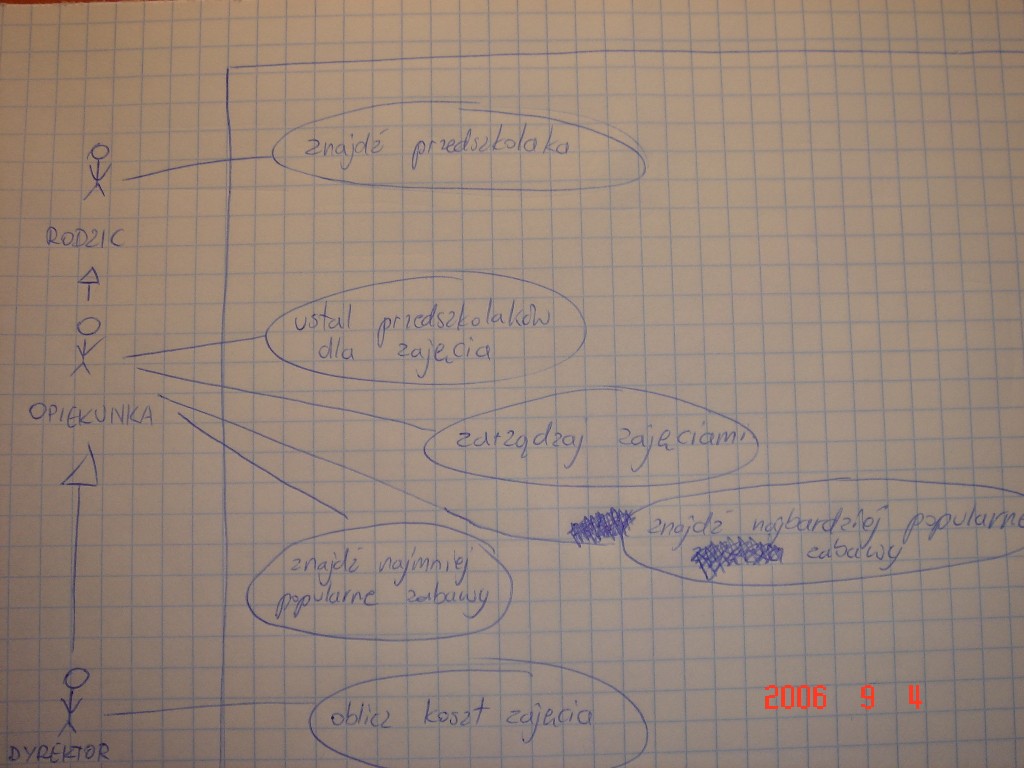 znajdź przedszkolaka
RODZIC
ustal przedszkolaków
dla zajęcia
OPIEKUNKA
zarządzaj zajęciami
znajdź najbardziej popularne
zabawy
znajdź najmniej
popularne zabawy
2006 9 4
oblicz koszt zajęcia
DYREKTOR